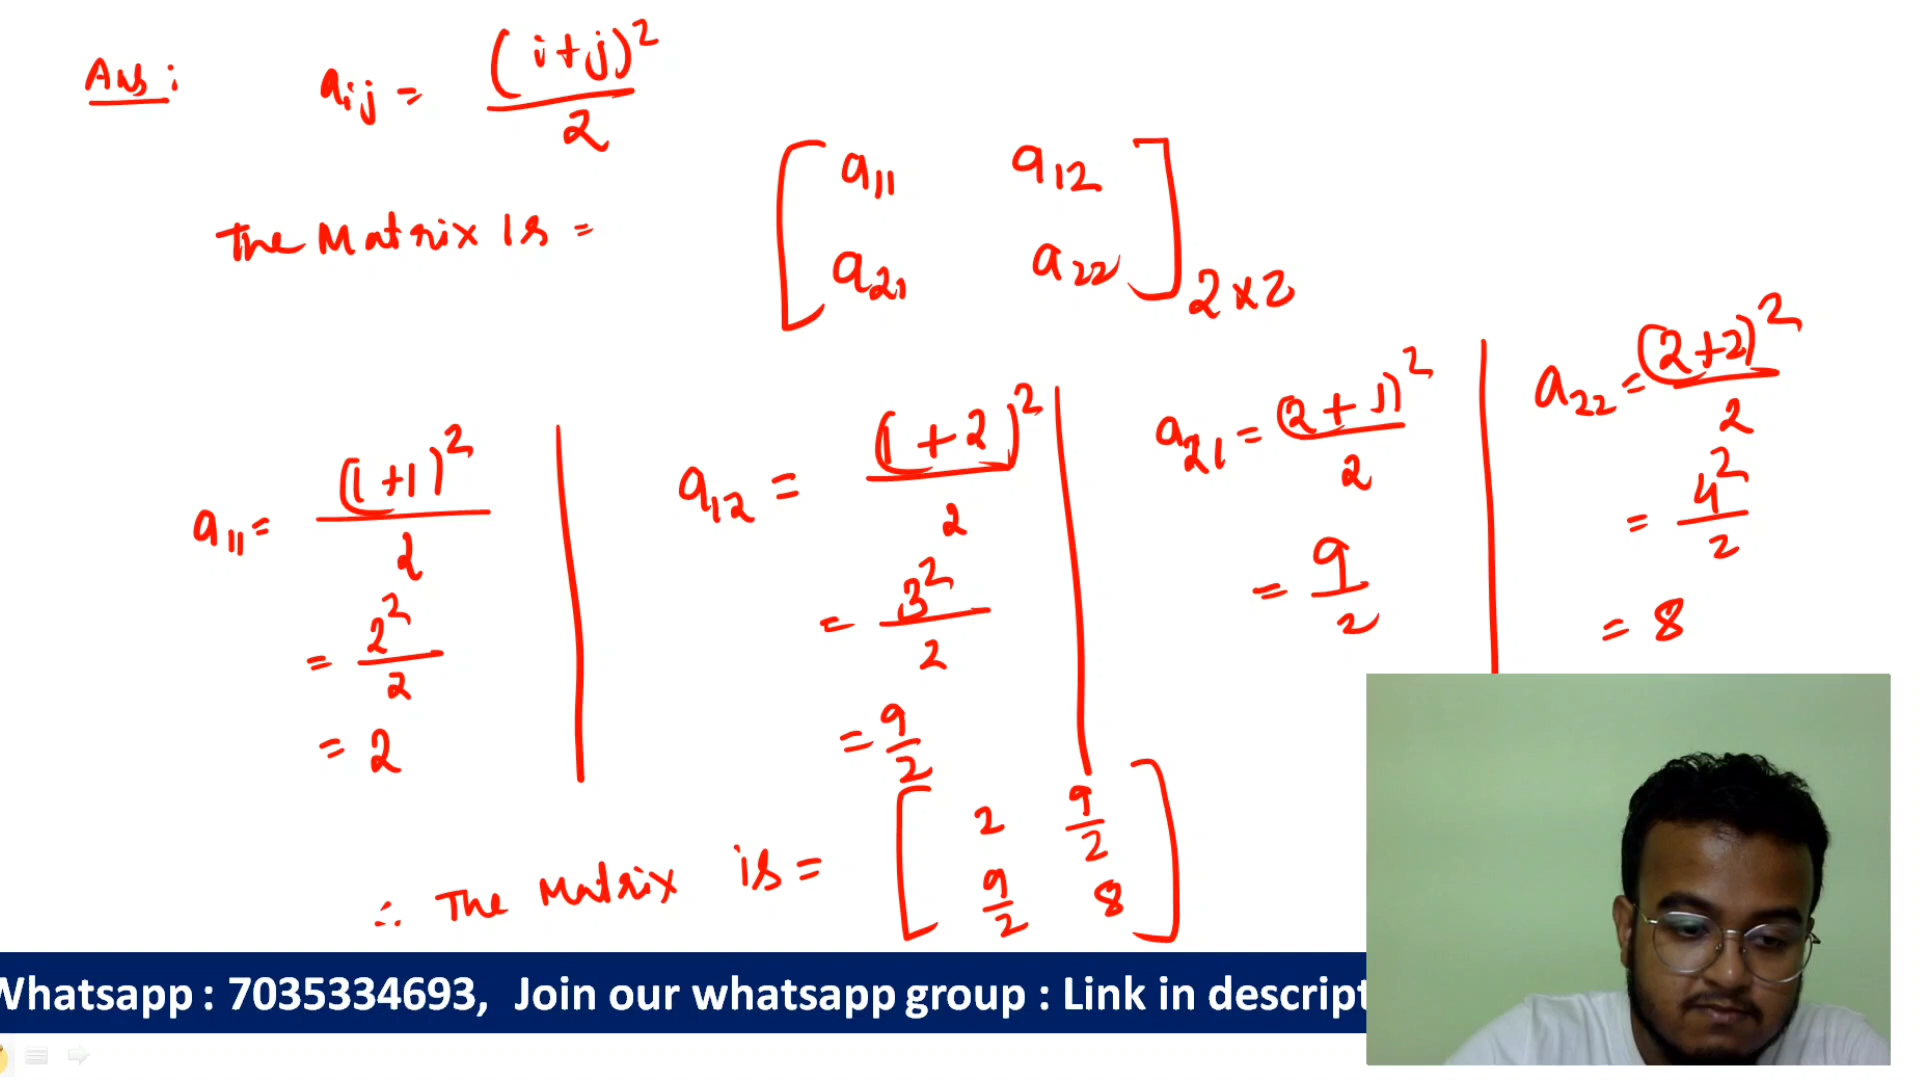 Ans : aij = (i+j)²/2
The Matrix is = [ a11 a12
a21 a22 ] 2×2
a11 = (1+1)²/2
= 2²/2
= 2
a12 = (1+2)²/2
= 3²/2
= 9/2
a21 = (2+1)²/2
= 9/2
a22 = (2+2)²/2
= 4²/2
= 8
∴ The Matrix is = [ 2 9/2
9/2 8 ]
Whatsapp : 7035334693, Join our whatsapp group : Link in descript